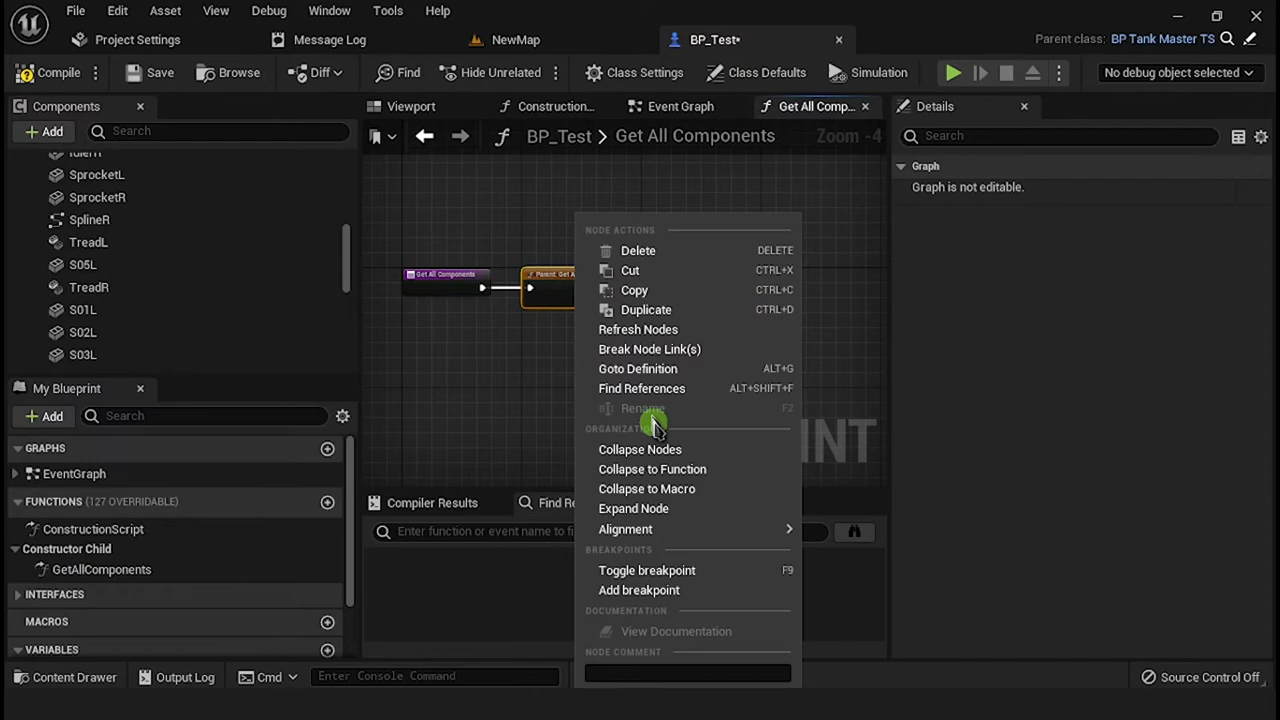 File Edit Asset View Debug Window Tools Help
Project Settings Message Log NewMap BP_Test• Parent class: BP Tank Master TS
Compile Save Browse Diff Find Hide Unrelated Class Settings Class Defaults Simulation No debug object selected
Components Viewport Construction... Event Graph Get All Comp... Details
Add Search BP_Test > Get All Components Zoom -4 Search
SprocketL
SprocketR
SplineR
TreadL
S05L
TreadR
S01L
S02L
S03L
Graph
Graph is not editable.
Get All Components Parent: Get A
NODE ACTIONS
Delete DELETE
Cut CTRL+X
Copy CTRL+C
Duplicate CTRL+D
Refresh Nodes
Break Node Link(s)
Goto Definition ALT+G
Find References ALT+SHIFT+F
Rename F2
Collapse Nodes
Collapse to Function
Collapse to Macro
Expand Node
Alignment
BREAKPOINTS
Toggle breakpoint F9
Add breakpoint
DOCUMENTATION
View Documentation
NODE COMMENT
My Blueprint
Add Search
GRAPHS
EventGraph
FUNCTIONS (127 OVERRIDABLE)
ConstructionScript
Constructor Child
GetAllComponents
INTERFACES
MACROS
VARIABLES
Compiler Results Find Re
Enter function or event name to fi
Content Drawer Output Log Cmd Enter Console Command Source Control Off